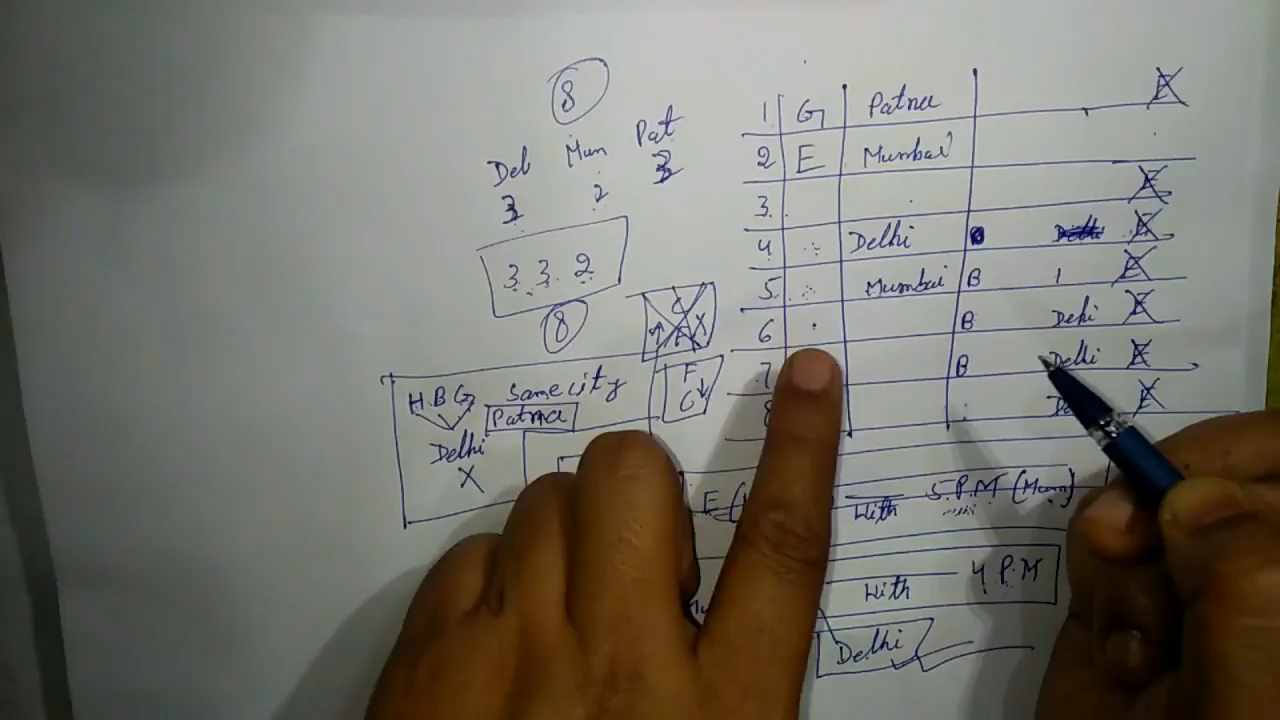 8
Del Mun Pat
3 2 3
3 3 2
8
1 G Patna E
2 E Mumbai
3 E
4 Delhi E
5 Mumbai B 1 E
6 B Delhi E
7 B Delhi E
8 E
F
C
H.B.G Same city
Patna
Delhi
X
E With 5 P.M (Mum)
With 4 P.M
Delhi